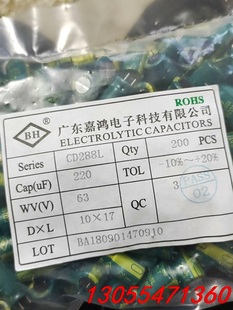 ROHS
BH
广东嘉鸿电子科技有限公司
ELECTROLYTIC CAPACITORS
Series CD288L Qty 200 PCS
Cap(uF) 220 TOL -10%~+20%
WV(V) 63 QC 3 PASS 02
D×L 10×17
LOT BA180901470910
13055471360